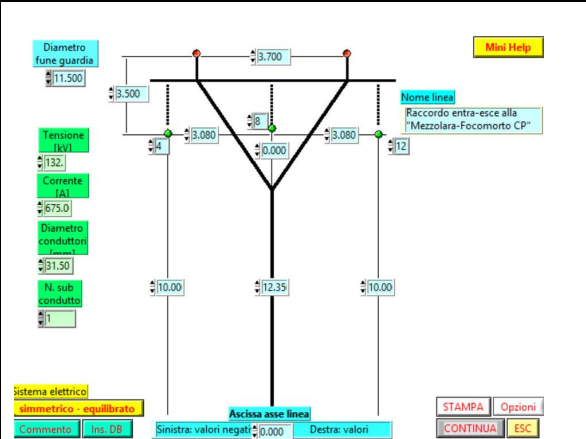 Diametro
fune guardia
11.500
3.700
Mini Help
3.500
Nome linea
Raccordo entra-esce alla
"Mezzolara-Focomorto CP"
8
Tensione
[kV]
132.
4
3.080
0.000
3.080
12
Corrente
[A]
675.0
Diametro
conduttori
[mm]
31.50
N. sub
condutto
1
10.00
12.35
10.00
Sistema elettrico
simmetrico - equilibrato
Commento
Ins. DB
Ascissa asse linea
Sinistra: valori negati
0.000
Destra: valori
STAMPA
Opzioni
CONTINUA
ESC